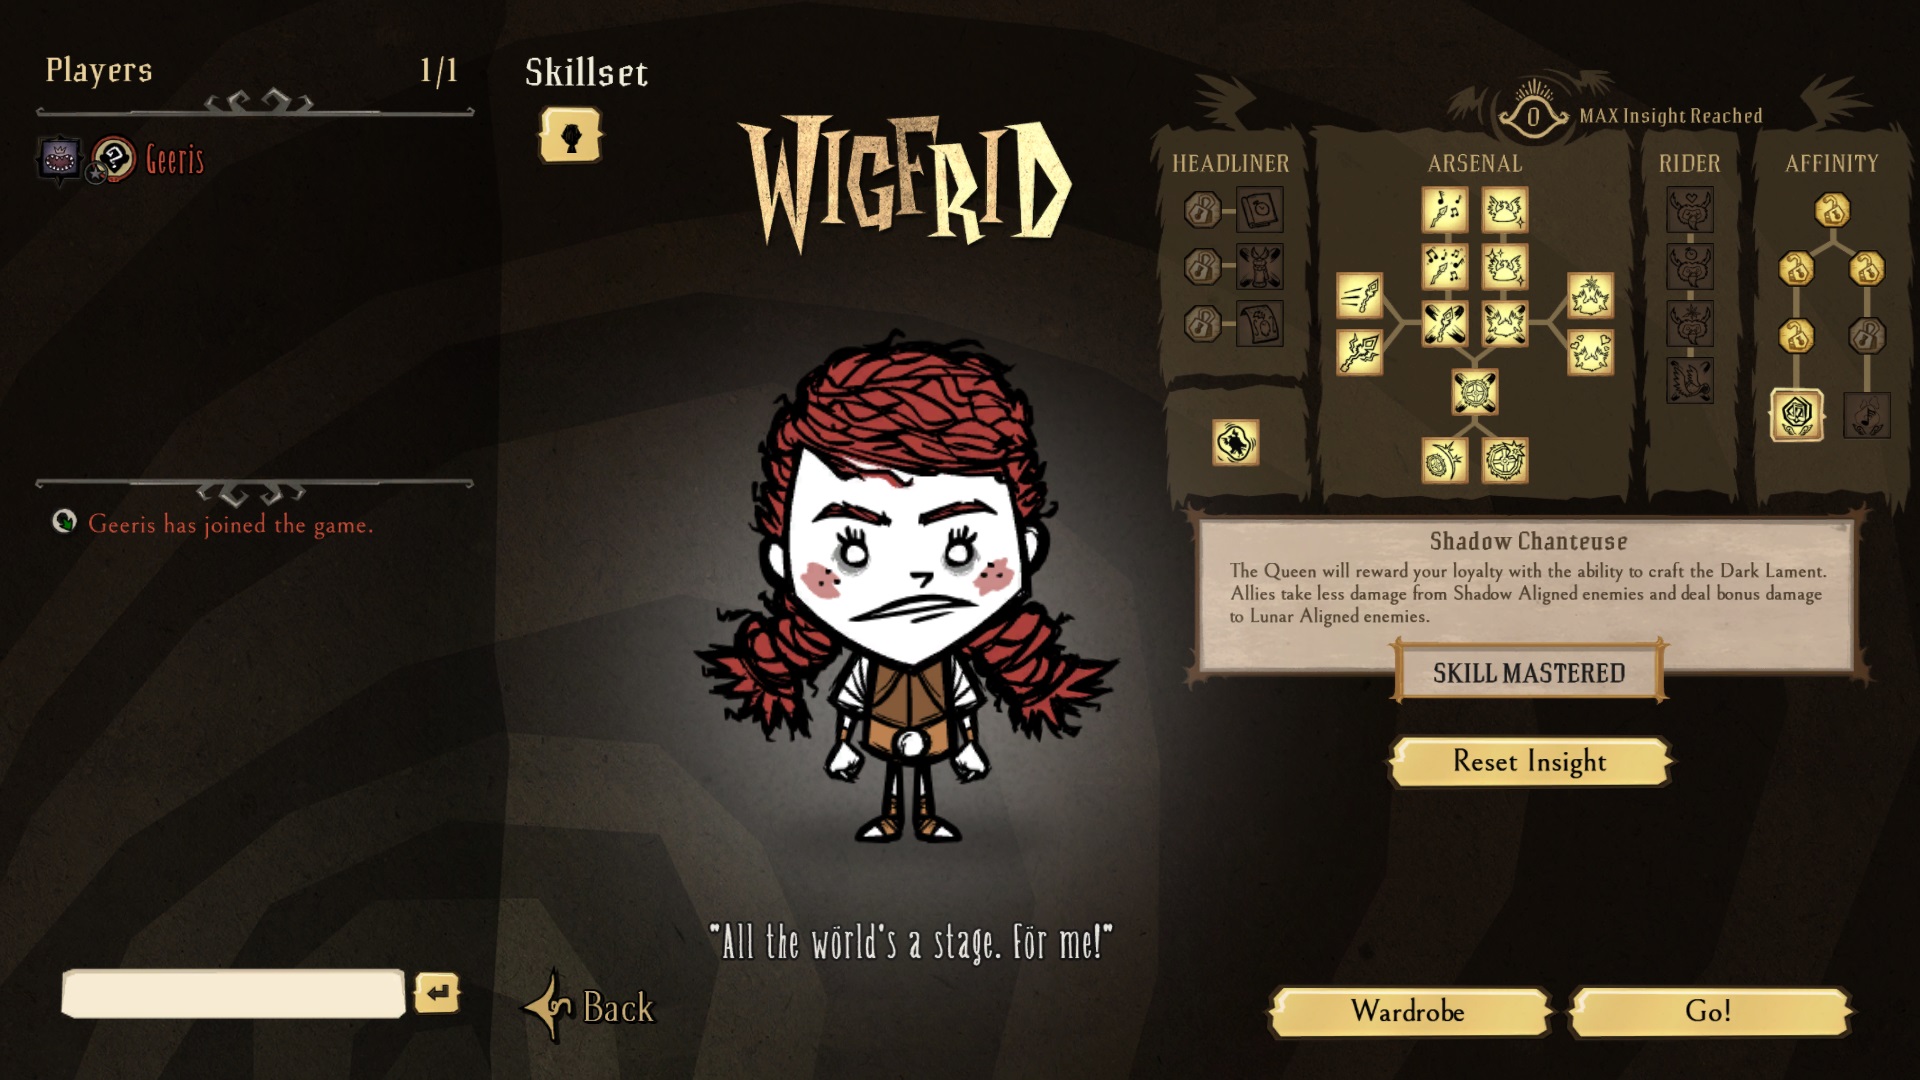 Players
1/1
Geeris
Geeris has joined the game.
Skillset
WIGFRID
0
MAX Insight Reached
HEADLINER
ARSENAL
RIDER
AFFINITY
Shadow Chanteuse
The Queen will reward your loyalty with the ability to craft the Dark Lament.
Allies take less damage from Shadow Aligned enemies and deal bonus damage
to Lunar Aligned enemies.
SKILL MASTERED
Reset Insight
"All the wörld's a stage. För me!"
Back
Wardrobe
Go!